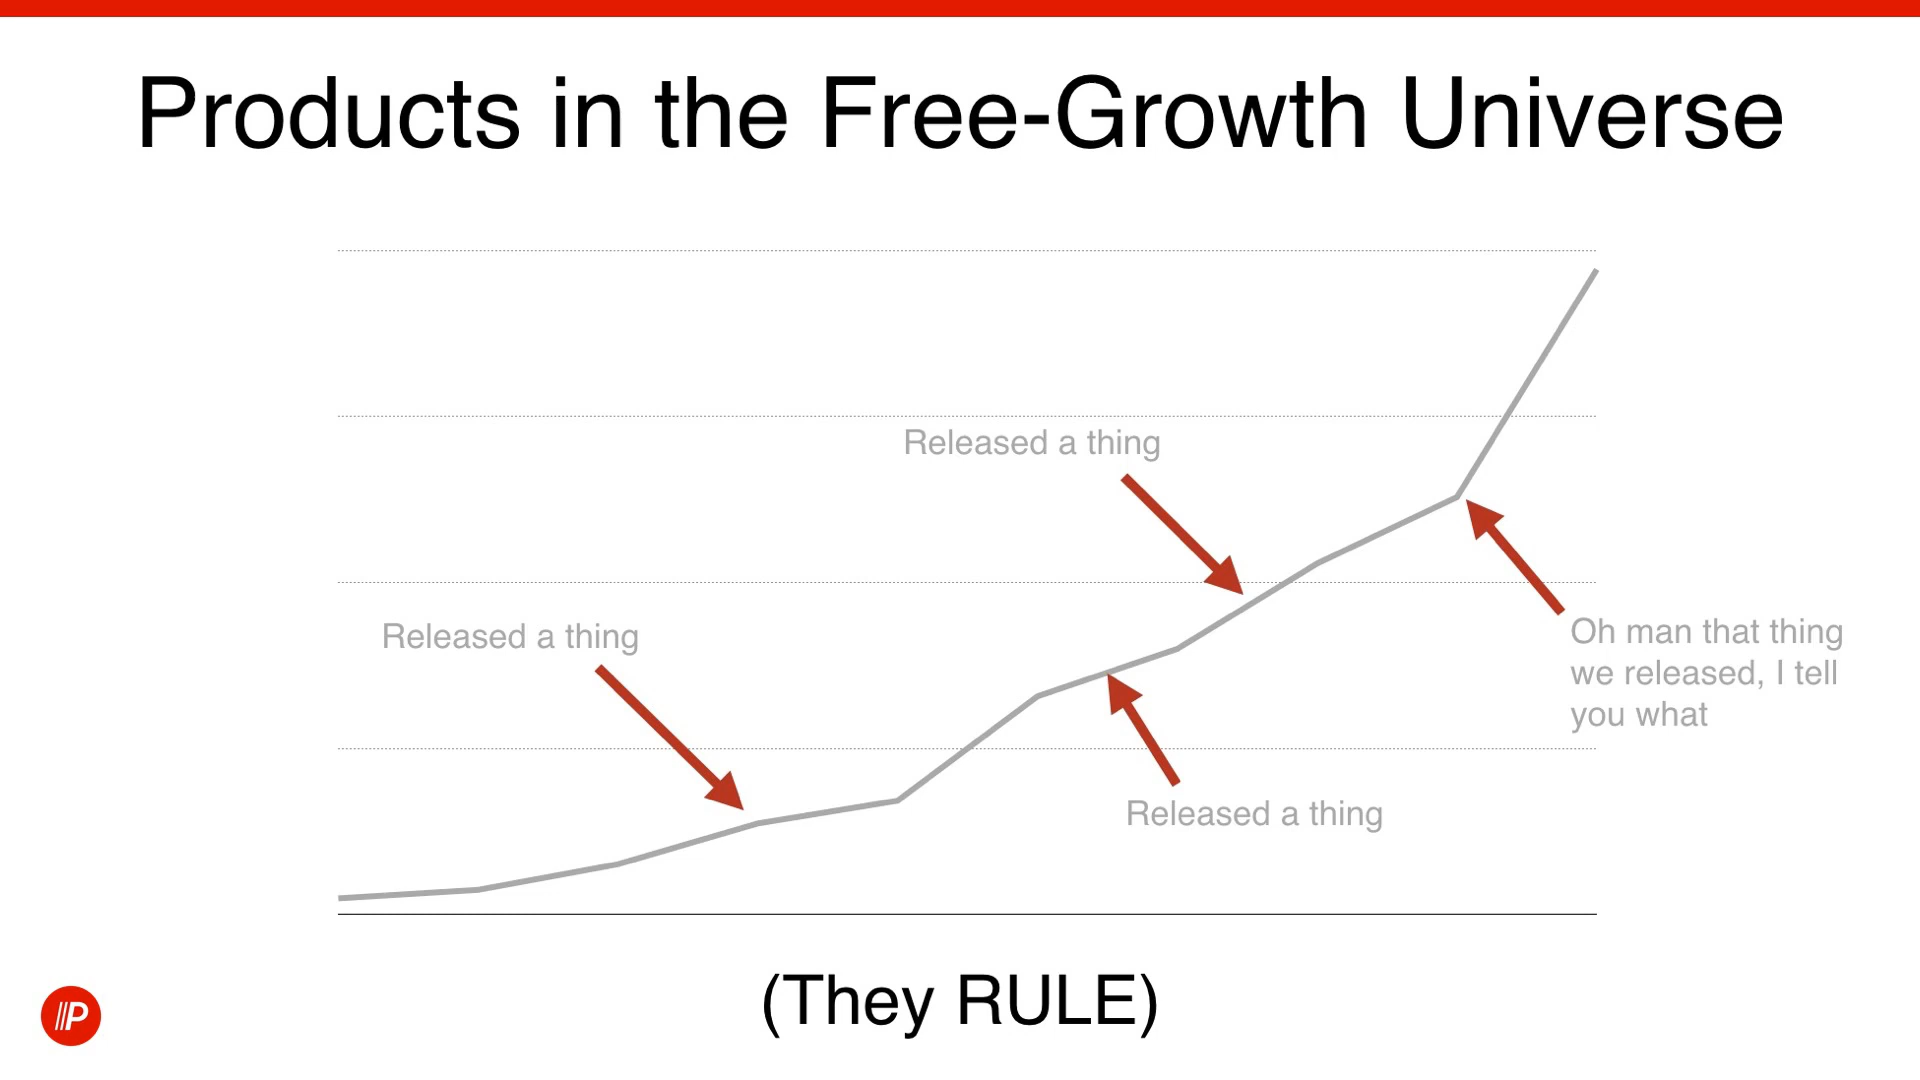 Products in the Free-Growth Universe
Released a thing
Released a thing
Oh man that thing
we released, I tell
you what
Released a thing
(They RULE)
P